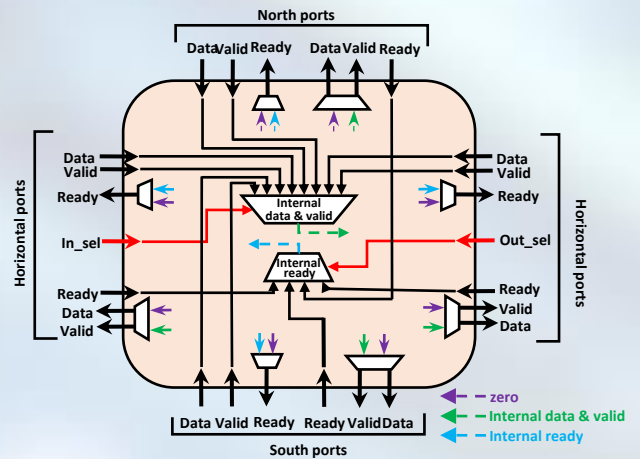 North ports
Data Valid Ready Data Valid Ready
Horizontal ports
Data
Valid
Ready
In_sel
Ready
Data
Valid
Internal
data & valid
Internal
ready
Data
Valid
Ready
Out_sel
Ready
Valid
Data
Horizontal ports
Data Valid Ready Ready Valid Data
South ports
zero
Internal data & valid
Internal ready